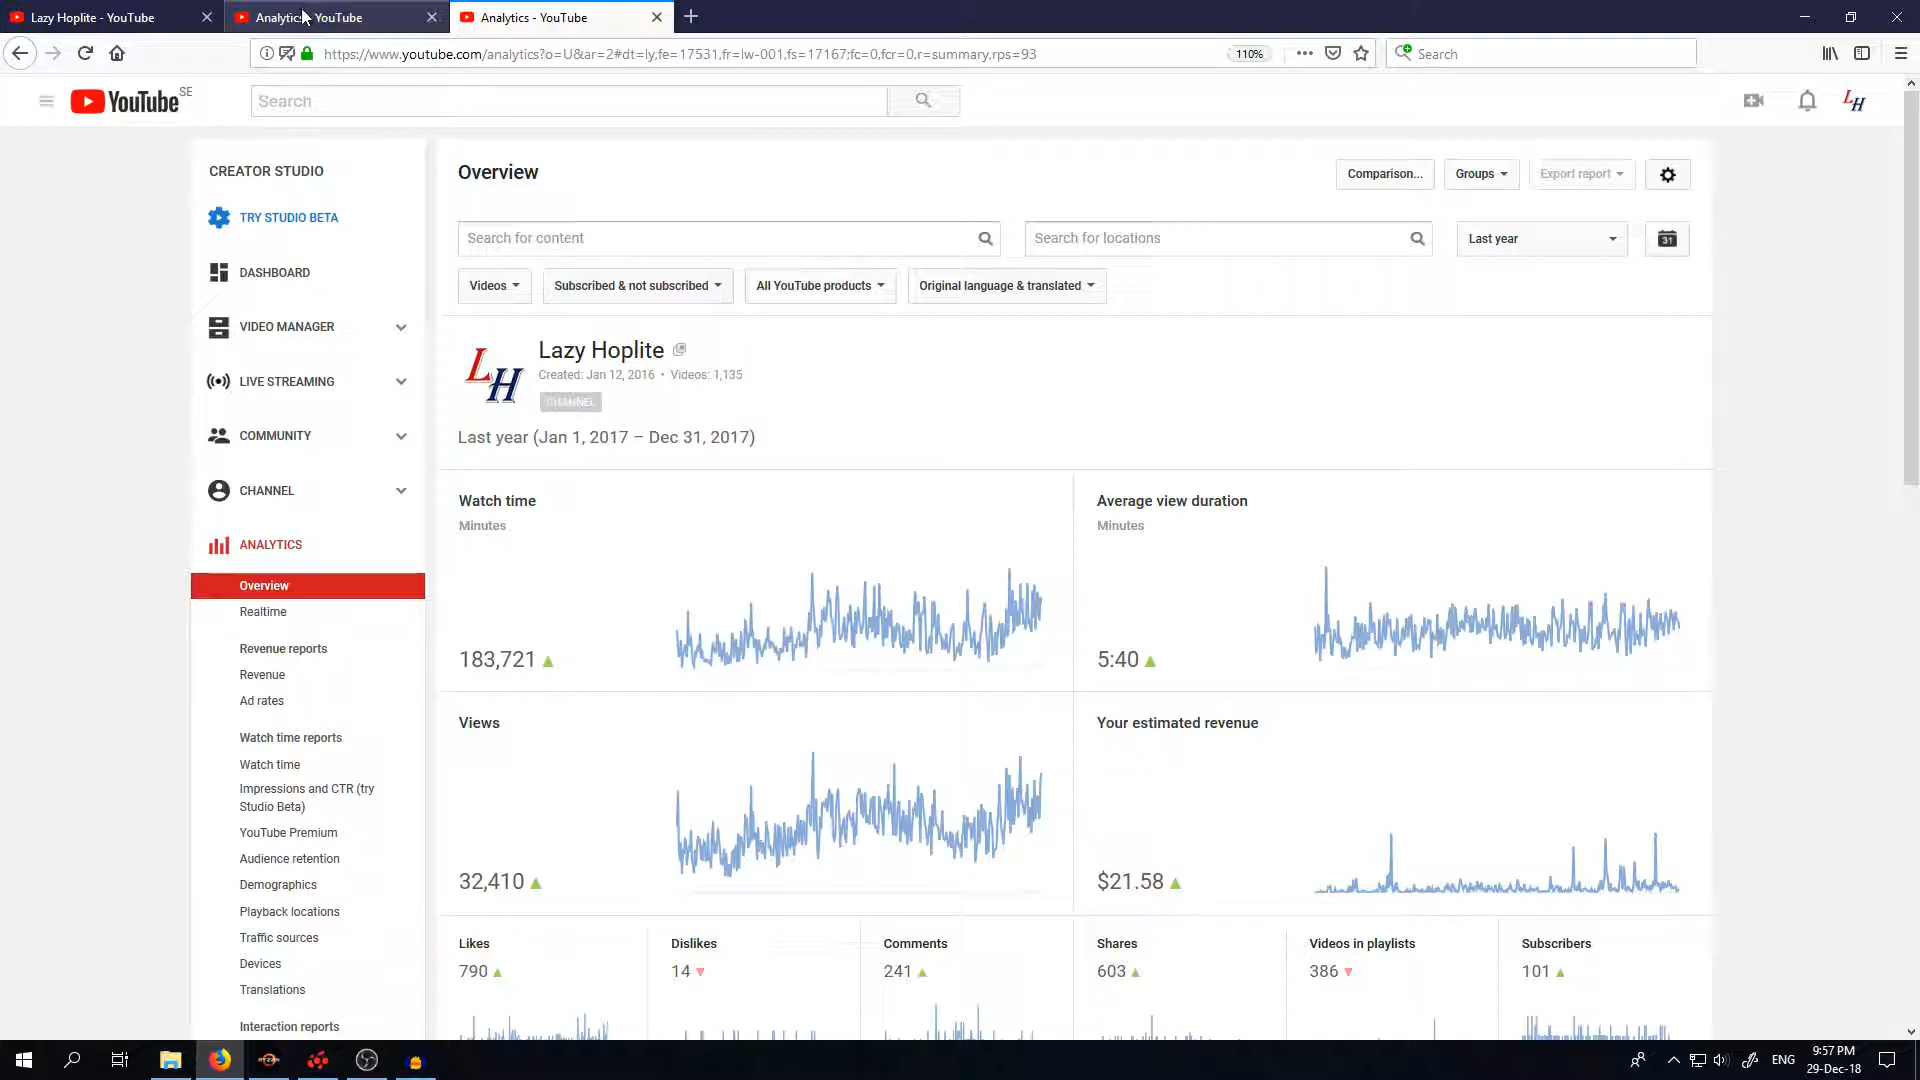 Lazy Hoplite - YouTube
Analytics - YouTube
Analytics - YouTube
https://www.youtube.com/analytics?o=U&ar=2#dt=ly,fe=17531,fr=lw-001,fs=17167;fc=0,fcr=0,r=summary,rps=93
110%
Search
YouTube SE
Search
LH
CREATOR STUDIO
TRY STUDIO BETA
DASHBOARD
VIDEO MANAGER
LIVE STREAMING
COMMUNITY
CHANNEL
ANALYTICS
Overview
Realtime
Revenue reports
Revenue
Ad rates
Watch time reports
Watch time
Impressions and CTR (try
Studio Beta)
YouTube Premium
Audience retention
Demographics
Playback locations
Traffic sources
Devices
Translations
Interaction reports
Overview
Comparison...
Groups
Export report
Search for content
Search for locations
Last year
31
Videos
Subscribed & not subscribed
All YouTube products
Original language & translated
LH
Lazy Hoplite
Created: Jan 12, 2016 • Videos: 1,135
CHANNEL
Last year (Jan 1, 2017 – Dec 31, 2017)
Watch time
Minutes
183,721
Average view duration
Minutes
5:40
Views
32,410
Your estimated revenue
$21.58
Likes
790
Dislikes
14
Comments
241
Shares
603
Videos in playlists
386
Subscribers
101
RYZEN
ENG
9:57 PM
29-Dec-18